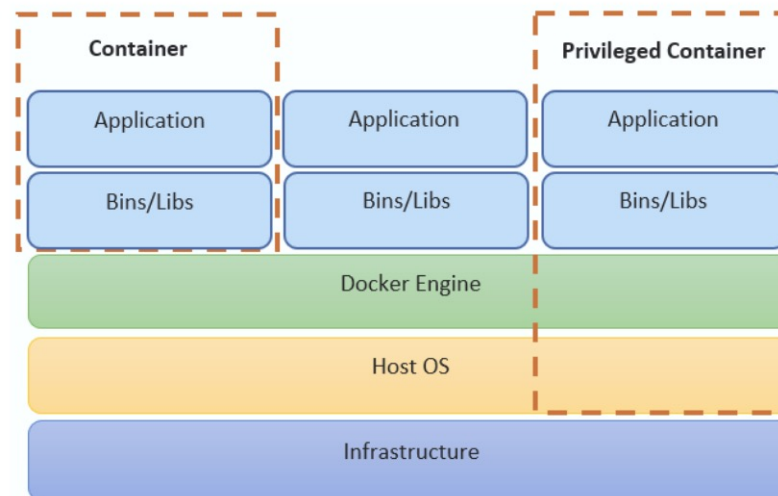 Container
Privileged Container
Application
Application
Application
Bins/Libs
Bins/Libs
Bins/Libs
Docker Engine
Host OS
Infrastructure